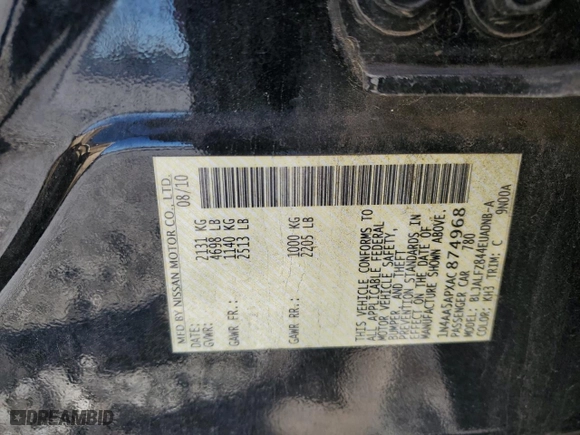 MFD BY NISSAN MOTOR CO., LTD.
DATE: 08/10
GVWR: 2131 KG
4698 LB
GAWR FR.: 1140 KG
2513 LB
GAWR RR.: 1000 KG
2205 LB
THIS VEHICLE CONFORMS TO
ALL APPLICABLE FEDERAL
MOTOR VEHICLE SAFETY,
BUMPER, AND THEFT
PREVENTION STANDARDS IN
EFFECT ON THE DATE OF
MANUFACTURE SHOWN ABOVE.
1N4AA5APXAC874968
PASSENGER CAR 780
MODEL: BLJALFZB44EUADNB-A
COLOR: KH3 TRIM: C 9N00A
DREAMBID